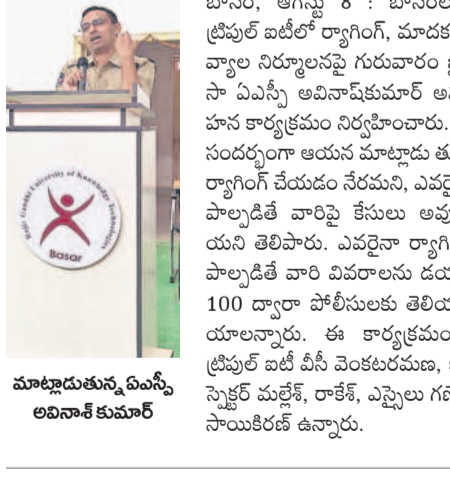 Rajiv Gandhi University of Knowledge Technologies
Basar
మాట్లాడుతున్న ఏఎస్పీ
అవినాశ్ కుమార్
బాసర, ఆగస్టు 8 : బాసరల
ట్రిపుల్ ఐటీలో ర్యాగింగ్, మాదక
వ్యాల నిర్మూలనపై గురువారం
సా ఏఎస్పీ అవినాష్‌కుమార్ అవ
హన కార్యక్రమం నిర్వహించారు.
సందర్భంగా ఆయన మాట్లాడు తు
ర్యాగింగ్ చేయడం నేరమని, ఎవరై
పాల్పడితే వారిపై కేసులు అవు
యని తెలిపారు. ఎవరైనా ర్యాగి
పాల్పడితే వారి వివరాలను డయ
100 ద్వారా పోలీసులకు తెలియ
యాలన్నారు. ఈ కార్యక్రమం
ట్రిపుల్ ఐటీ వీసీ వెంకటరమణ,
స్పెక్టర్ మల్లేశ్, రాకేశ్, ఎస్సైలు గణ
సాయికిరణ్ ఉన్నారు.